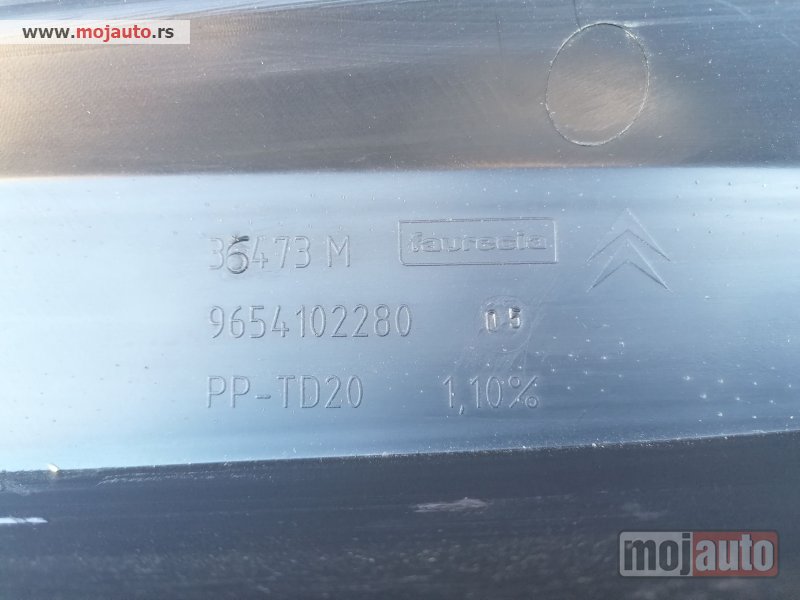 www.mojauto.rs
36473 M faurecia
9654102280 05
PP-TD20 1,10%
mojauto